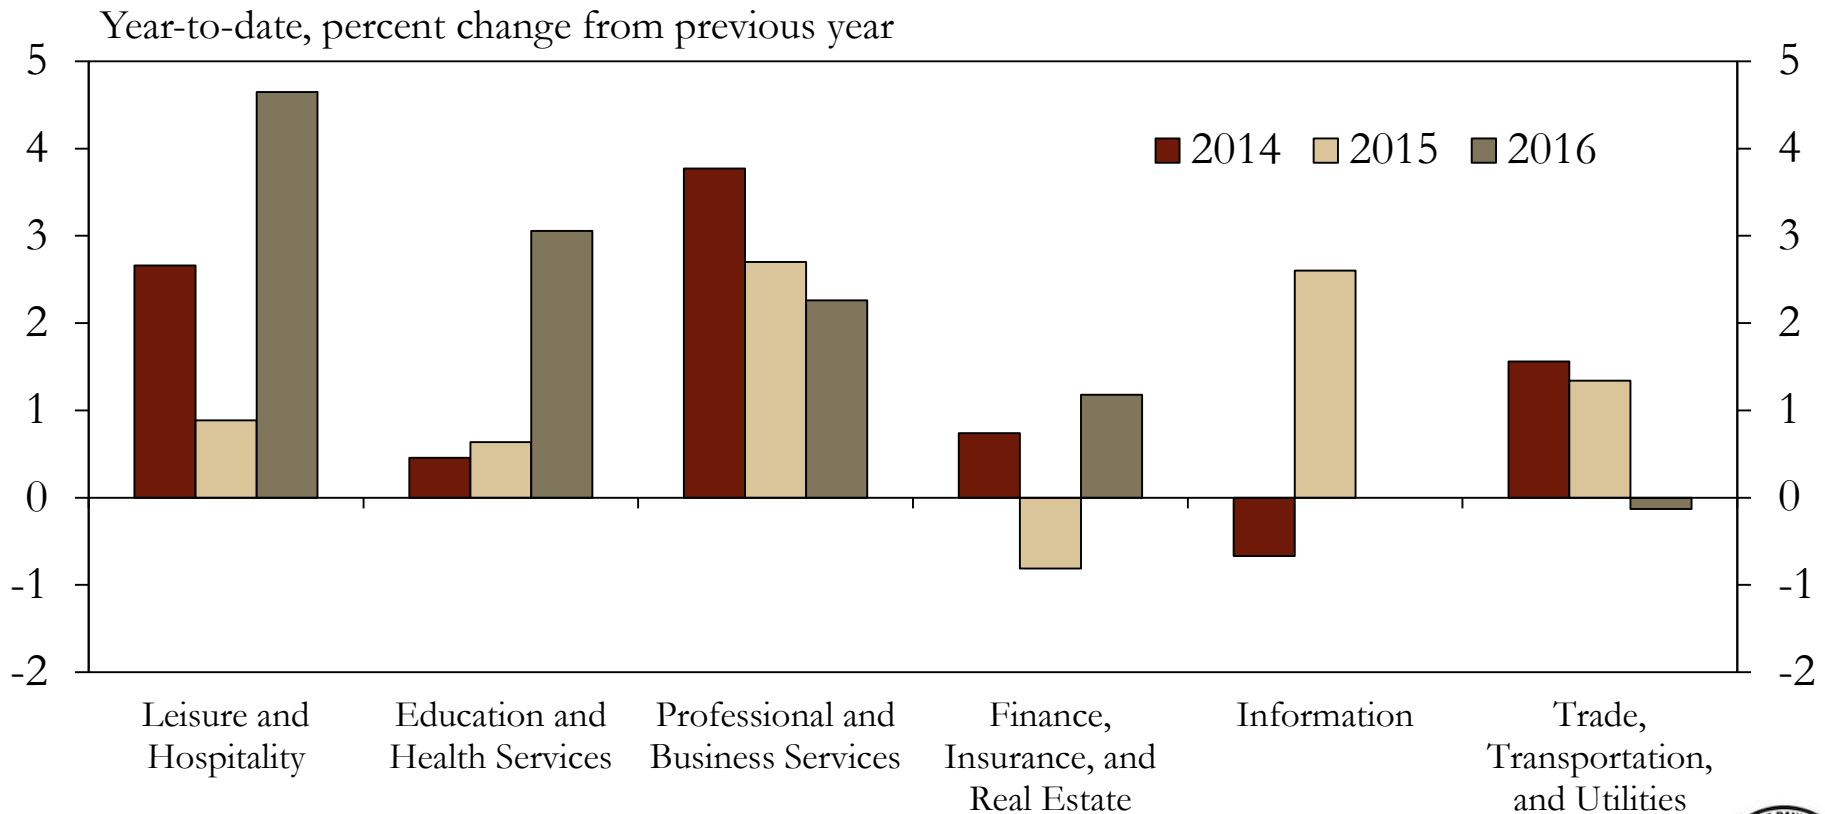 Year-to-date, percent change from previous year
5 5
4 2014 2015 2016 4
3 3
2 2
1 1
0 0
-1 -1
-2 -2
Leisure and Education and Professional and Finance, Information Trade,
Hospitality Health Services Business Services Insurance, and Transportation,
Real Estate and Utilities